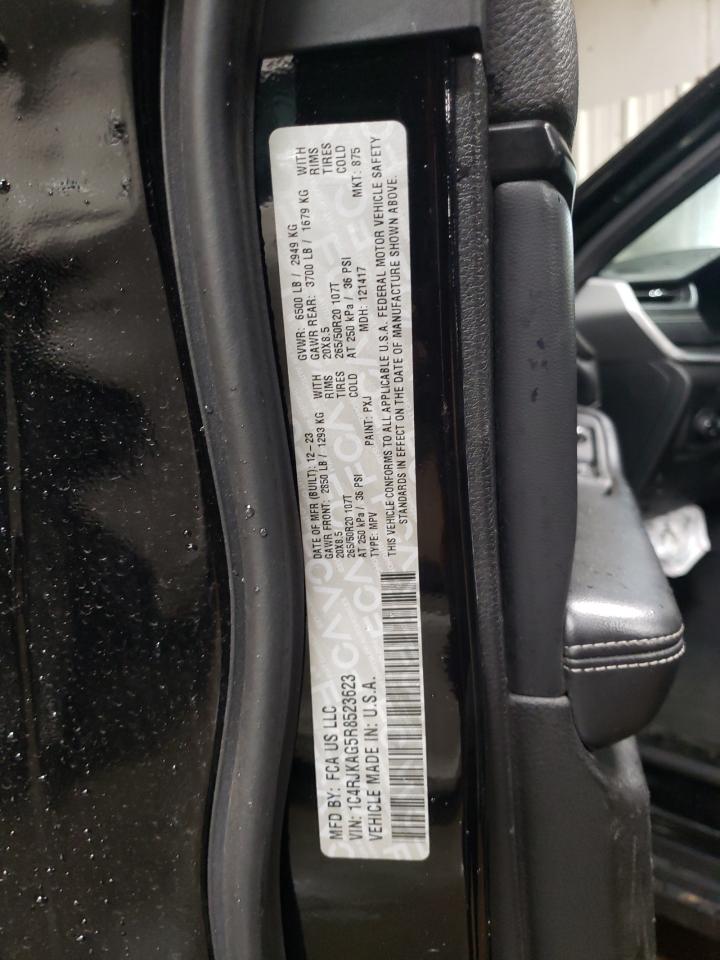 MFD BY: FCA US LLC
VIN: 1C4RJKAG5R8523623
VEHICLE MADE IN: U.S.A.
DATE OF MFR (BUILT): 12-23
GAWR FRONT: 2850 LB / 1293 KG WITH
20X8.5 RIMS
265/50R20 107T TIRES
AT 250 kPa / 36 PSI COLD
TYPE: MPV PAINT: PXJ
GVWR: 6500 LB / 2949 KG
GAWR REAR: 3700 LB / 1679 KG WITH
20X8.5 RIMS
265/50R20 107T TIRES
AT 250 kPa / 36 PSI COLD
MDH: 121417 MKT: 875
THIS VEHICLE CONFORMS TO ALL APPLICABLE U.S.A. FEDERAL MOTOR VEHICLE SAFETY
STANDARDS IN EFFECT ON THE DATE OF MANUFACTURE SHOWN ABOVE.